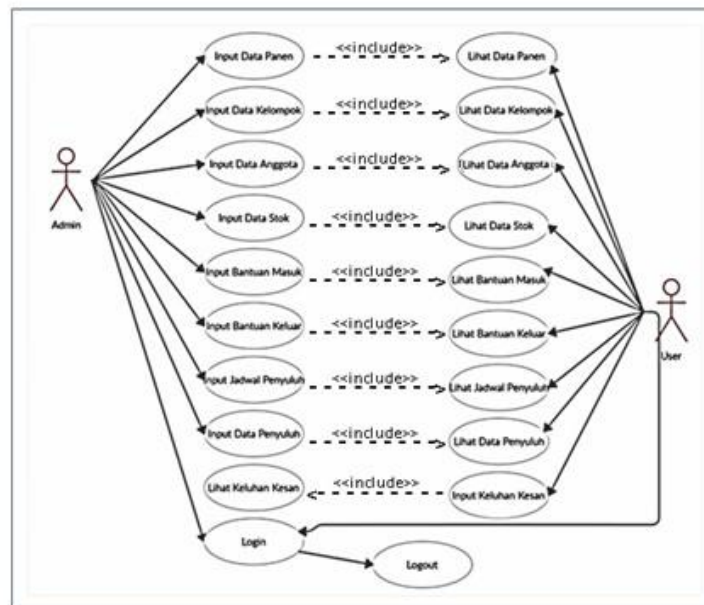 Input Data Panen <<include>> Lihat Data Panen
Input Data Kelompok <<include>> Lihat Data Kelompok
Input Data Anggota <<include>> Lihat Data Anggota
Admin
Input Data Stok <<include>> Lihat Data Stok
Input Bantuan Masuk <<include>> Lihat Bantuan Masuk
Input Bantuan Keluar <<include>> Lihat Bantuan Keluar
User
Input Jadwal Penyuluh <<include>> Lihat Jadwal Penyuluh
Input Data Penyuluh <<include>> Lihat Data Penyuluh
Lihat Keluhan Kesan <<include>> Input Keluhan Kesan
Login
Logout